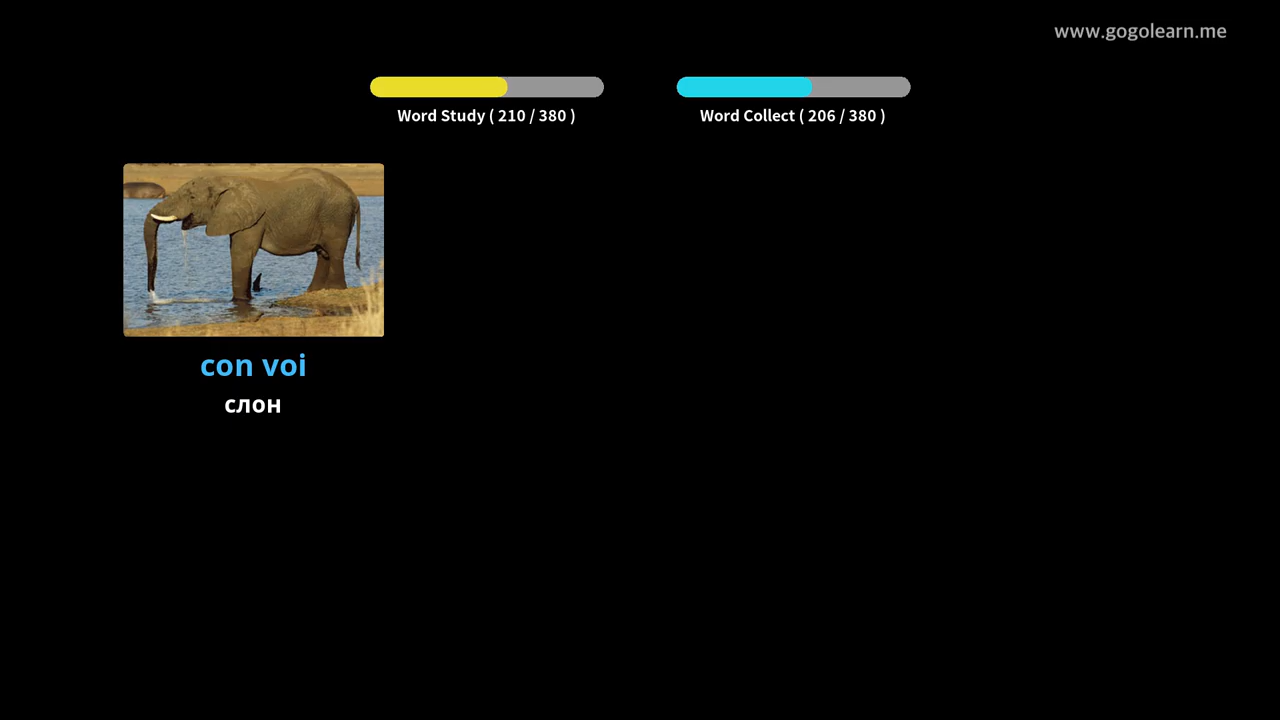 www.gogolearn.me
Word Study ( 210 / 380 )
Word Collect ( 206 / 380 )
con voi
слон